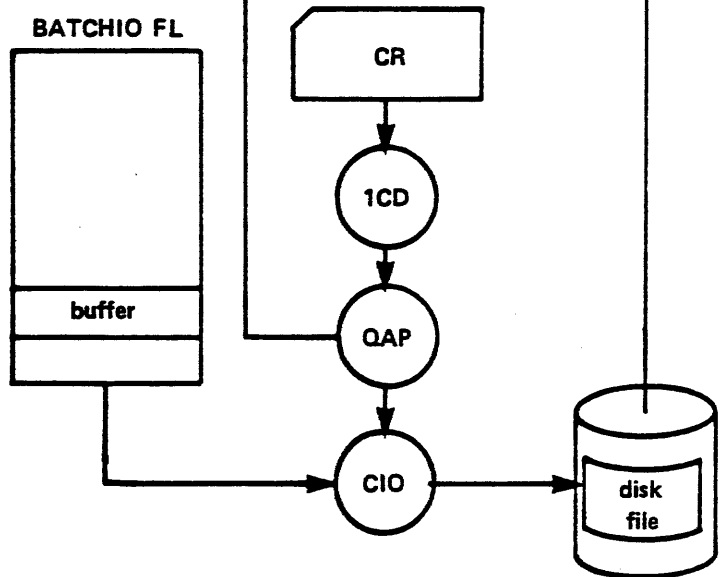 BATCHIO FL
CR
1CD
buffer
QAP
CIO
disk
file